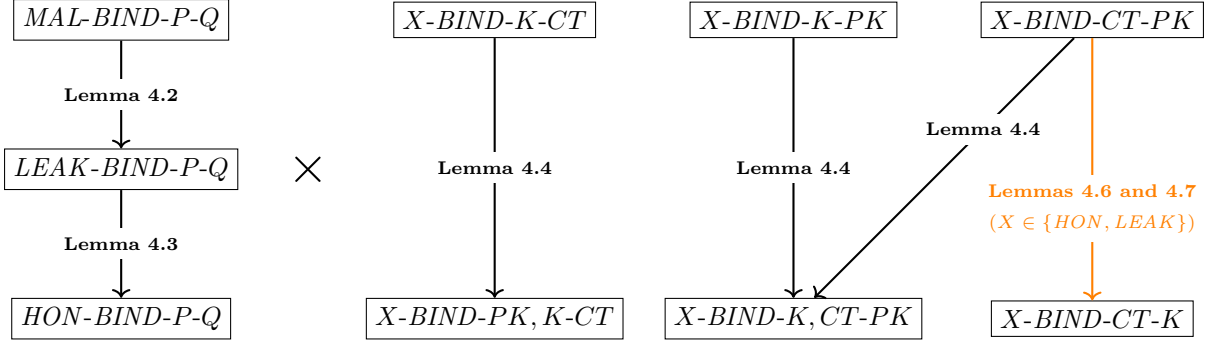 MAL-BIND-P-Q
X-BIND-K-CT
X-BIND-K-PK
X-BIND-CT-PK
Lemma 4.2
Lemma 4.4
LEAK-BIND-P-Q
×
Lemma 4.4
Lemma 4.4
Lemmas 4.6 and 4.7
(X ∈ {HON, LEAK})
Lemma 4.3
HON-BIND-P-Q
X-BIND-PK, K-CT
X-BIND-K, CT-PK
X-BIND-CT-K